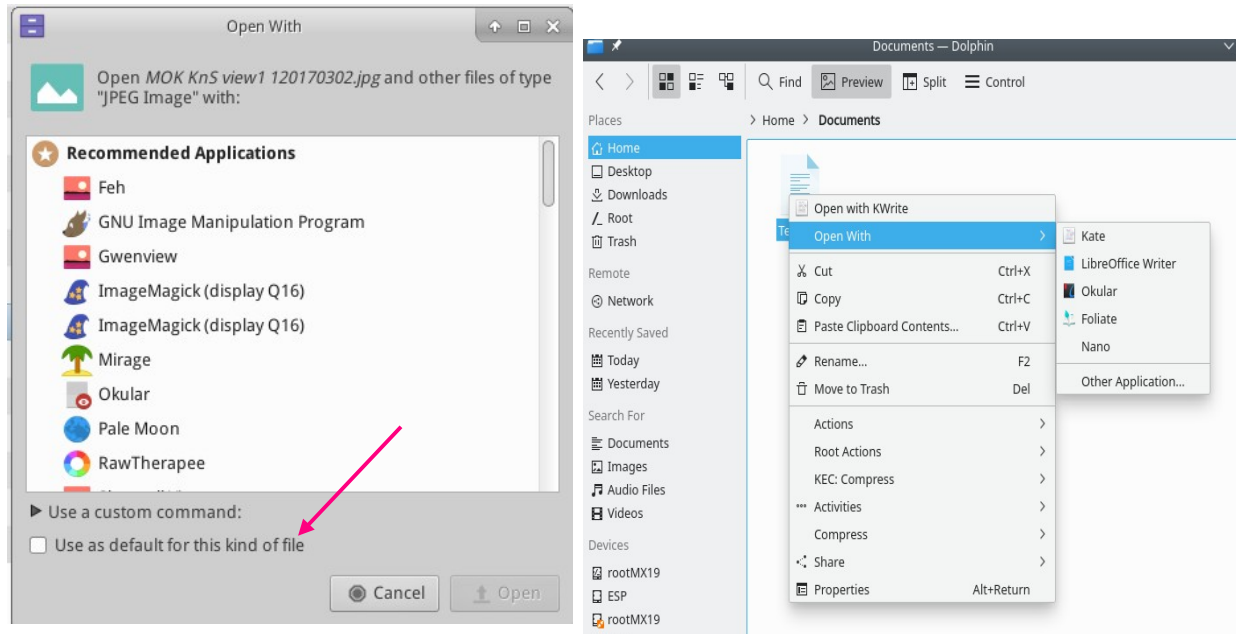 Open With
Open MOK KnS view1 120170302.jpg and other files of type
"JPEG Image" with:
Recommended Applications
Feh
GNU Image Manipulation Program
Gwenview
ImageMagick (display Q16)
ImageMagick (display Q16)
Mirage
Okular
Pale Moon
RawTherapee
Use a custom command:
Use as default for this kind of file
Cancel
Open
Documents — Dolphin
Find
Preview
Split
Control
Places
Home
Desktop
Downloads
Root
Trash
Remote
Network
Recently Saved
Today
Yesterday
Search For
Documents
Images
Audio Files
Videos
Devices
rootMX19
ESP
rootMX19
> Home > Documents
Te
Open with KWrite
Open With
Cut Ctrl+X
Copy Ctrl+C
Paste Clipboard Contents... Ctrl+V
Rename... F2
Move to Trash Del
Actions
Root Actions
KEC: Compress
Activities
Compress
Share
Properties Alt+Return
Kate
LibreOffice Writer
Okular
Foliate
Nano
Other Application...